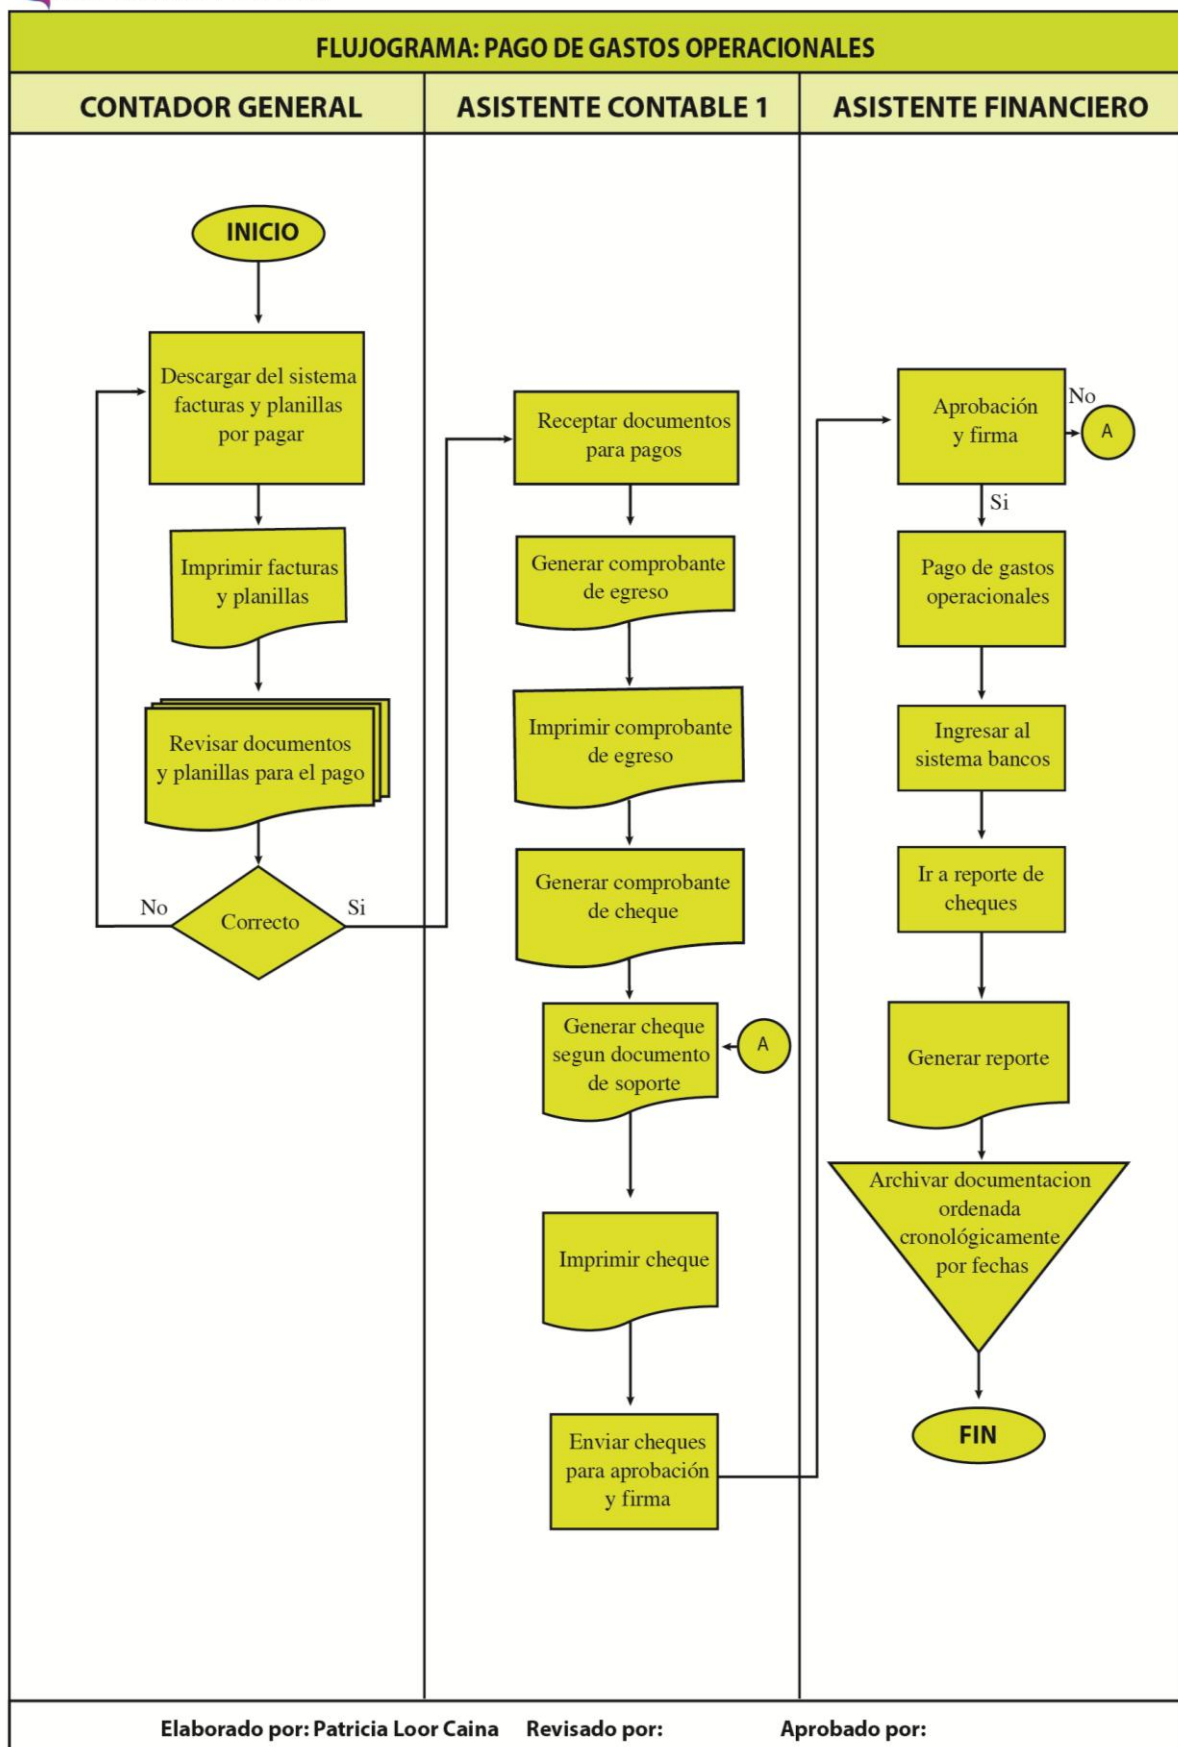 FLUJOGRAMA: PAGO DE GASTOS OPERACIONALES
CONTADOR GENERAL
ASISTENTE CONTABLE 1
ASISTENTE FINANCIERO
INICIO
Descargar del sistema
facturas y planillas
por pagar
Imprimir facturas
y planillas
Revisar documentos
y planillas para el pago
Correcto
No
Si
Receptar documentos
para pagos
Generar comprobante
de egreso
Imprimir comprobante
de egreso
Generar comprobante
de cheque
Generar cheque
segun documento
de soporte
A
Imprimir cheque
Enviar cheques
para aprobación
y firma
Aprobación
y firma
No
A
Si
Pago de gastos
operacionales
Ingresar al
sistema bancos
Ir a reporte de
cheques
Generar reporte
Archivar documentacion
ordenada
cronológicamente
por fechas
FIN
Elaborado por: Patricia Loor Caina
Revisado por:
Aprobado por: